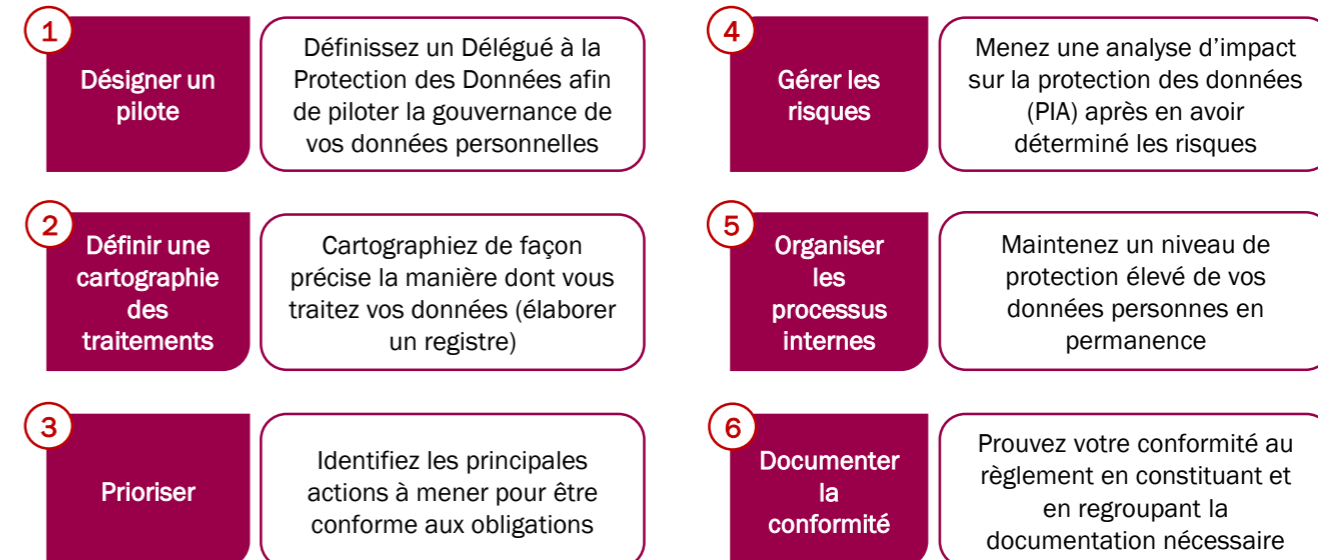 1
Désigner un
pilote
Définissez un Délégué à la
Protection des Données afin
de piloter la gouvernance de
vos données personnelles
2
Définir une
cartographie
des
traitements
Cartographiez de façon
précise la manière dont vous
traitez vos données (élaborer
un registre)
3
Prioriser
Identifiez les principales
actions à mener pour être
conforme aux obligations
4
Gérer les
risques
Menez une analyse d’impact
sur la protection des données
(PIA) après en avoir
déterminé les risques
5
Organiser
les
processus
internes
Maintenez un niveau de
protection élevé de vos
données personnes en
permanence
6
Documenter
la
conformité
Prouvez votre conformité au
règlement en constituant et
en regroupant la
documentation nécessaire